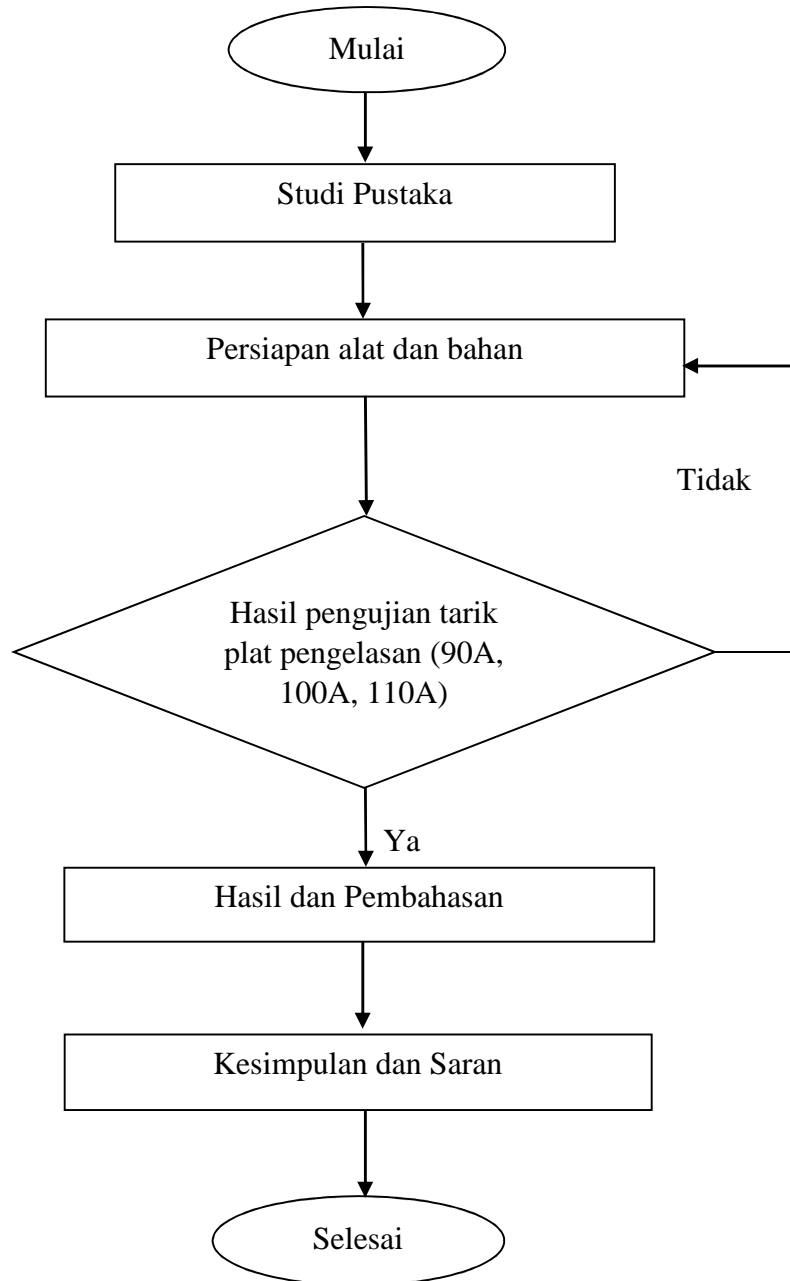 Mulai
Studi Pustaka
Persiapan alat dan bahan
Tidak
Hasil pengujian tarik
plat pengelasan (90A,
100A, 110A)
Ya
Hasil dan Pembahasan
Kesimpulan dan Saran
Selesai